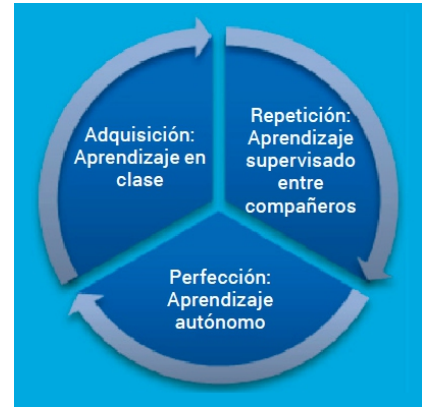 Adquisición:
Aprendizaje en
clase
Repetición:
Aprendizaje
supervisado
entre
compañeros
Perfección:
Aprendizaje
autónomo